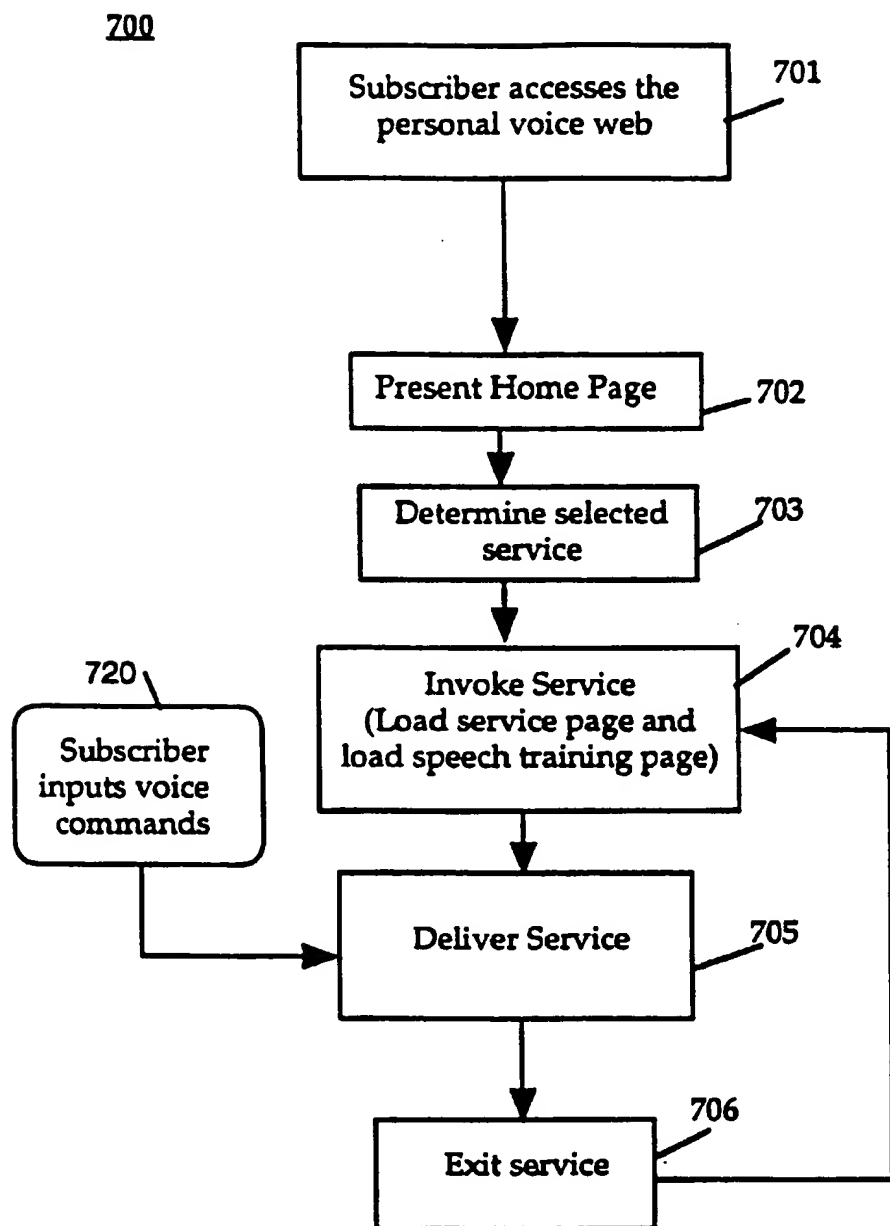 700
Subscriber accesses the
personal voice web
701
Present Home Page
702
Determine selected
service
703
Invoke Service
(Load service page and
load speech training page)
704
720
Subscriber
inputs voice
commands
Deliver Service
705
Exit service
706